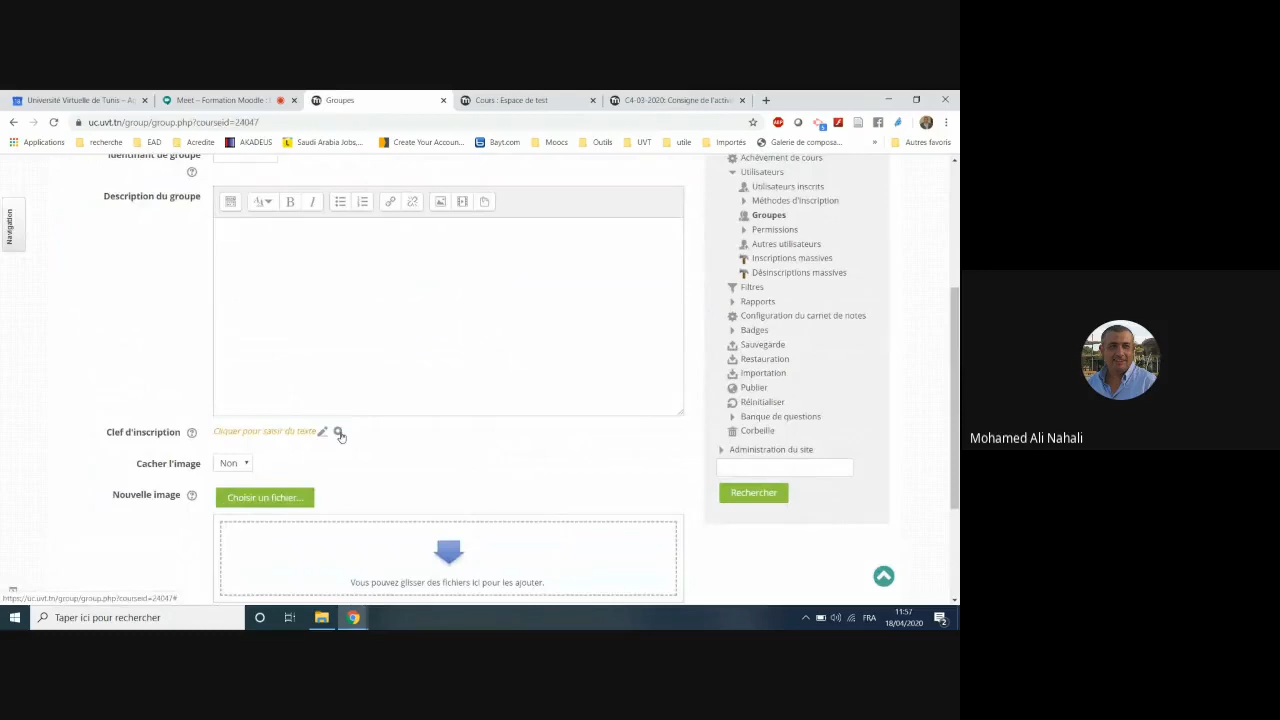 Université Virtuelle de Tunis – A
Meet – Formation Moodle :
Groupes
Cours : Espace de test
C4-03-2020: Consigne de l'activ
uc.uvt.tn/group/group.php?courseid=24047
Applications
recherche
EAD
Acredite
AKADEUS
Saudi Arabia Jobs,...
Create Your Accoun...
Bayt.com
Moocs
Outils
UVT
utile
Importés
Galerie de composa...
»
Autres favoris
Identifiant de groupe
Description du groupe
Navigation
Clef d'inscription
Cliquer pour saisir du texte
Cacher l'image
Non
Nouvelle image
Choisir un fichier...
Vous pouvez glisser des fichiers ici pour les ajouter.
Achèvement de cours
Utilisateurs
Utilisateurs inscrits
Méthodes d'inscription
Groupes
Permissions
Autres utilisateurs
Inscriptions massives
Désinscriptions massives
Filtres
Rapports
Configuration du carnet de notes
Badges
Sauvegarde
Restauration
Importation
Publier
Réinitialiser
Banque de questions
Corbeille
Administration du site
Rechercher
https://uc.uvt.tn/group/group.php?courseid=24047#
Taper ici pour rechercher
FRA
11:57
18/04/2020
Mohamed Ali Nahali